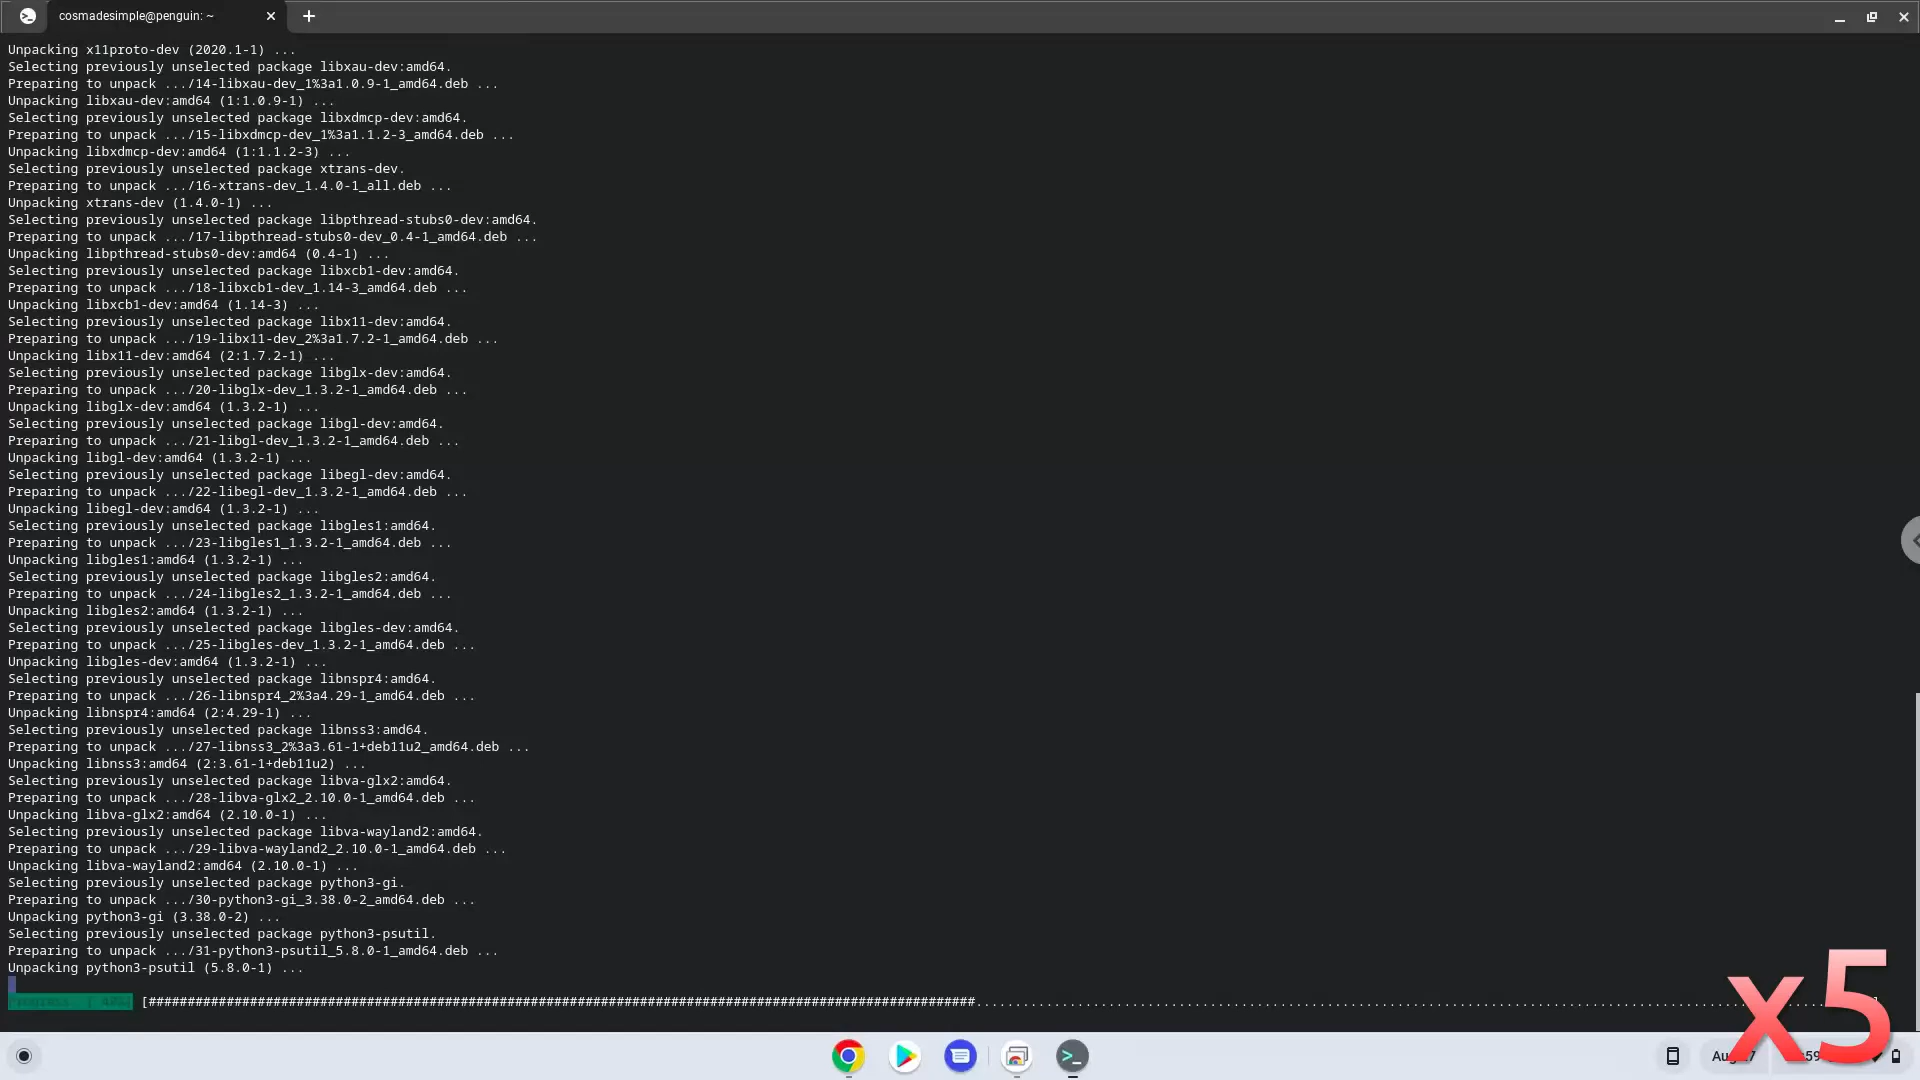 cosmadesimple@penguin: ~
Unpacking x11proto-dev (2020.1-1) ...
Selecting previously unselected package libxau-dev:amd64.
Preparing to unpack .../14-libxau-dev_1%3a1.0.9-1_amd64.deb ...
Unpacking libxau-dev:amd64 (1:1.0.9-1) ...
Selecting previously unselected package libxdmcp-dev:amd64.
Preparing to unpack .../15-libxdmcp-dev_1%3a1.1.2-3_amd64.deb ...
Unpacking libxdmcp-dev:amd64 (1:1.1.2-3) ...
Selecting previously unselected package xtrans-dev.
Preparing to unpack .../16-xtrans-dev_1.4.0-1_all.deb ...
Unpacking xtrans-dev (1.4.0-1) ...
Selecting previously unselected package libpthread-stubs0-dev:amd64.
Preparing to unpack .../17-libpthread-stubs0-dev_0.4-1_amd64.deb ...
Unpacking libpthread-stubs0-dev:amd64 (0.4-1) ...
Selecting previously unselected package libxcb1-dev:amd64.
Preparing to unpack .../18-libxcb1-dev_1.14-3_amd64.deb ...
Unpacking libxcb1-dev:amd64 (1.14-3) ...
Selecting previously unselected package libx11-dev:amd64.
Preparing to unpack .../19-libx11-dev_2%3a1.7.2-1_amd64.deb ...
Unpacking libx11-dev:amd64 (2:1.7.2-1) ...
Selecting previously unselected package libglx-dev:amd64.
Preparing to unpack .../20-libglx-dev_1.3.2-1_amd64.deb ...
Unpacking libglx-dev:amd64 (1.3.2-1) ...
Selecting previously unselected package libgl-dev:amd64.
Preparing to unpack .../21-libgl-dev_1.3.2-1_amd64.deb ...
Unpacking libgl-dev:amd64 (1.3.2-1) ...
Selecting previously unselected package libegl-dev:amd64.
Preparing to unpack .../22-libegl-dev_1.3.2-1_amd64.deb ...
Unpacking libegl-dev:amd64 (1.3.2-1) ...
Selecting previously unselected package libgles1:amd64.
Preparing to unpack .../23-libgles1_1.3.2-1_amd64.deb ...
Unpacking libgles1:amd64 (1.3.2-1) ...
Selecting previously unselected package libgles2:amd64.
Preparing to unpack .../24-libgles2_1.3.2-1_amd64.deb ...
Unpacking libgles2:amd64 (1.3.2-1) ...
Selecting previously unselected package libgles-dev:amd64.
Preparing to unpack .../25-libgles-dev_1.3.2-1_amd64.deb ...
Unpacking libgles-dev:amd64 (1.3.2-1) ...
Selecting previously unselected package libnspr4:amd64.
Preparing to unpack .../26-libnspr4_2%3a4.29-1_amd64.deb ...
Unpacking libnspr4:amd64 (2:4.29-1) ...
Selecting previously unselected package libnss3:amd64.
Preparing to unpack .../27-libnss3_2%3a3.61-1+deb11u2_amd64.deb ...
Unpacking libnss3:amd64 (2:3.61-1+deb11u2) ...
Selecting previously unselected package libva-glx2:amd64.
Preparing to unpack .../28-libva-glx2_2.10.0-1_amd64.deb ...
Unpacking libva-glx2:amd64 (2.10.0-1) ...
Selecting previously unselected package libva-wayland2:amd64.
Preparing to unpack .../29-libva-wayland2_2.10.0-1_amd64.deb ...
Unpacking libva-wayland2:amd64 (2.10.0-1) ...
Selecting previously unselected package python3-gi.
Preparing to unpack .../30-python3-gi_3.38.0-2_amd64.deb ...
Unpacking python3-gi (3.38.0-2) ...
Selecting previously unselected package python3-psutil.
Preparing to unpack .../31-python3-psutil_5.8.0-1_amd64.deb ...
Unpacking python3-psutil (5.8.0-1) ...
x5